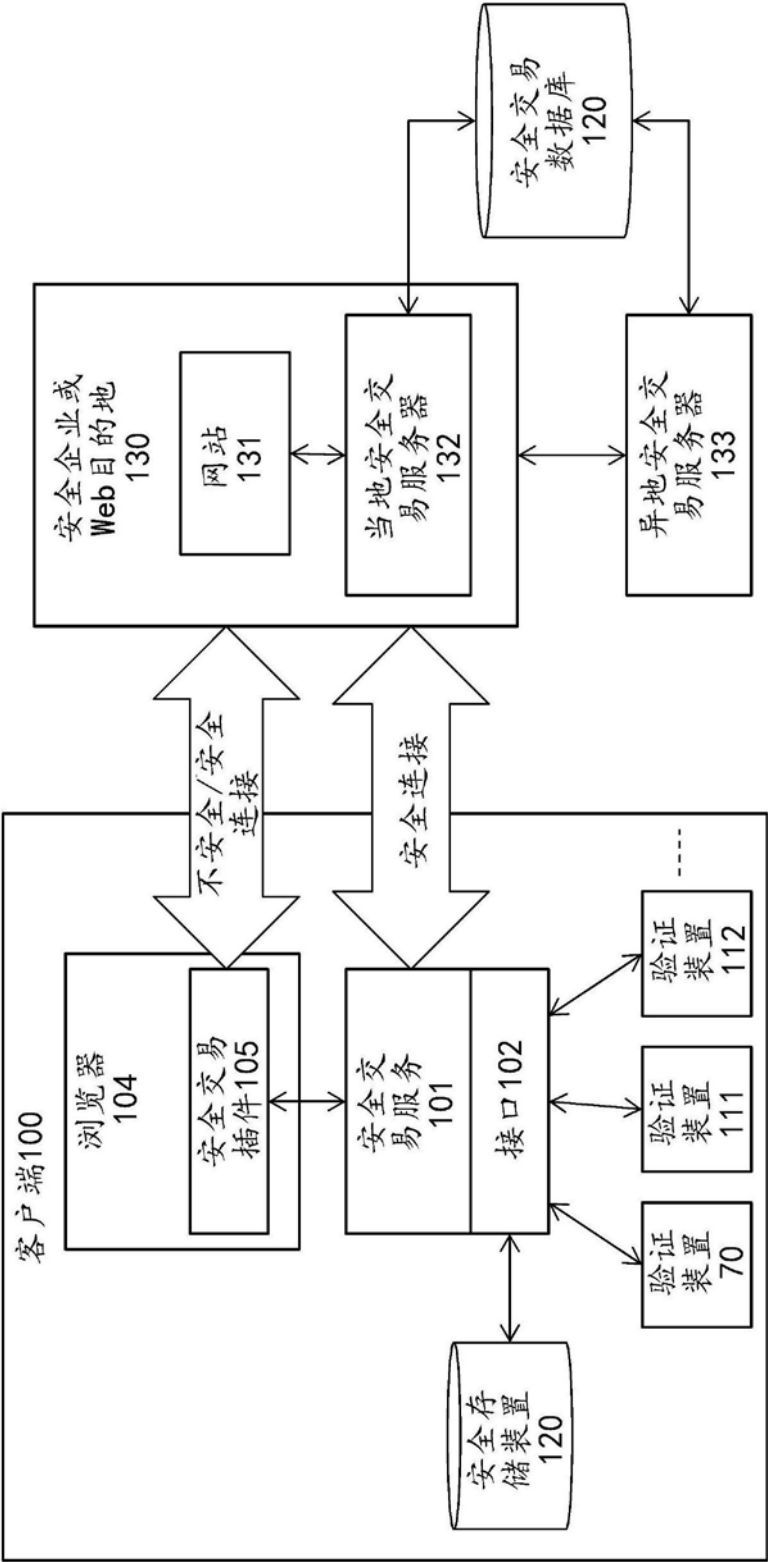 客户端100
浏览器
104
安全交易
插件105
安全交
易服务
101
接口102
安全存
储装置
120
验证
装置
70
验证
装置
111
验证
装置
112
不安全/安全
连接
安全连接
安全企业或
Web目的地
130
网站
131
当地安全交
易服务器
132
异地安全交
易服务器
133
安全交易
数据库
120